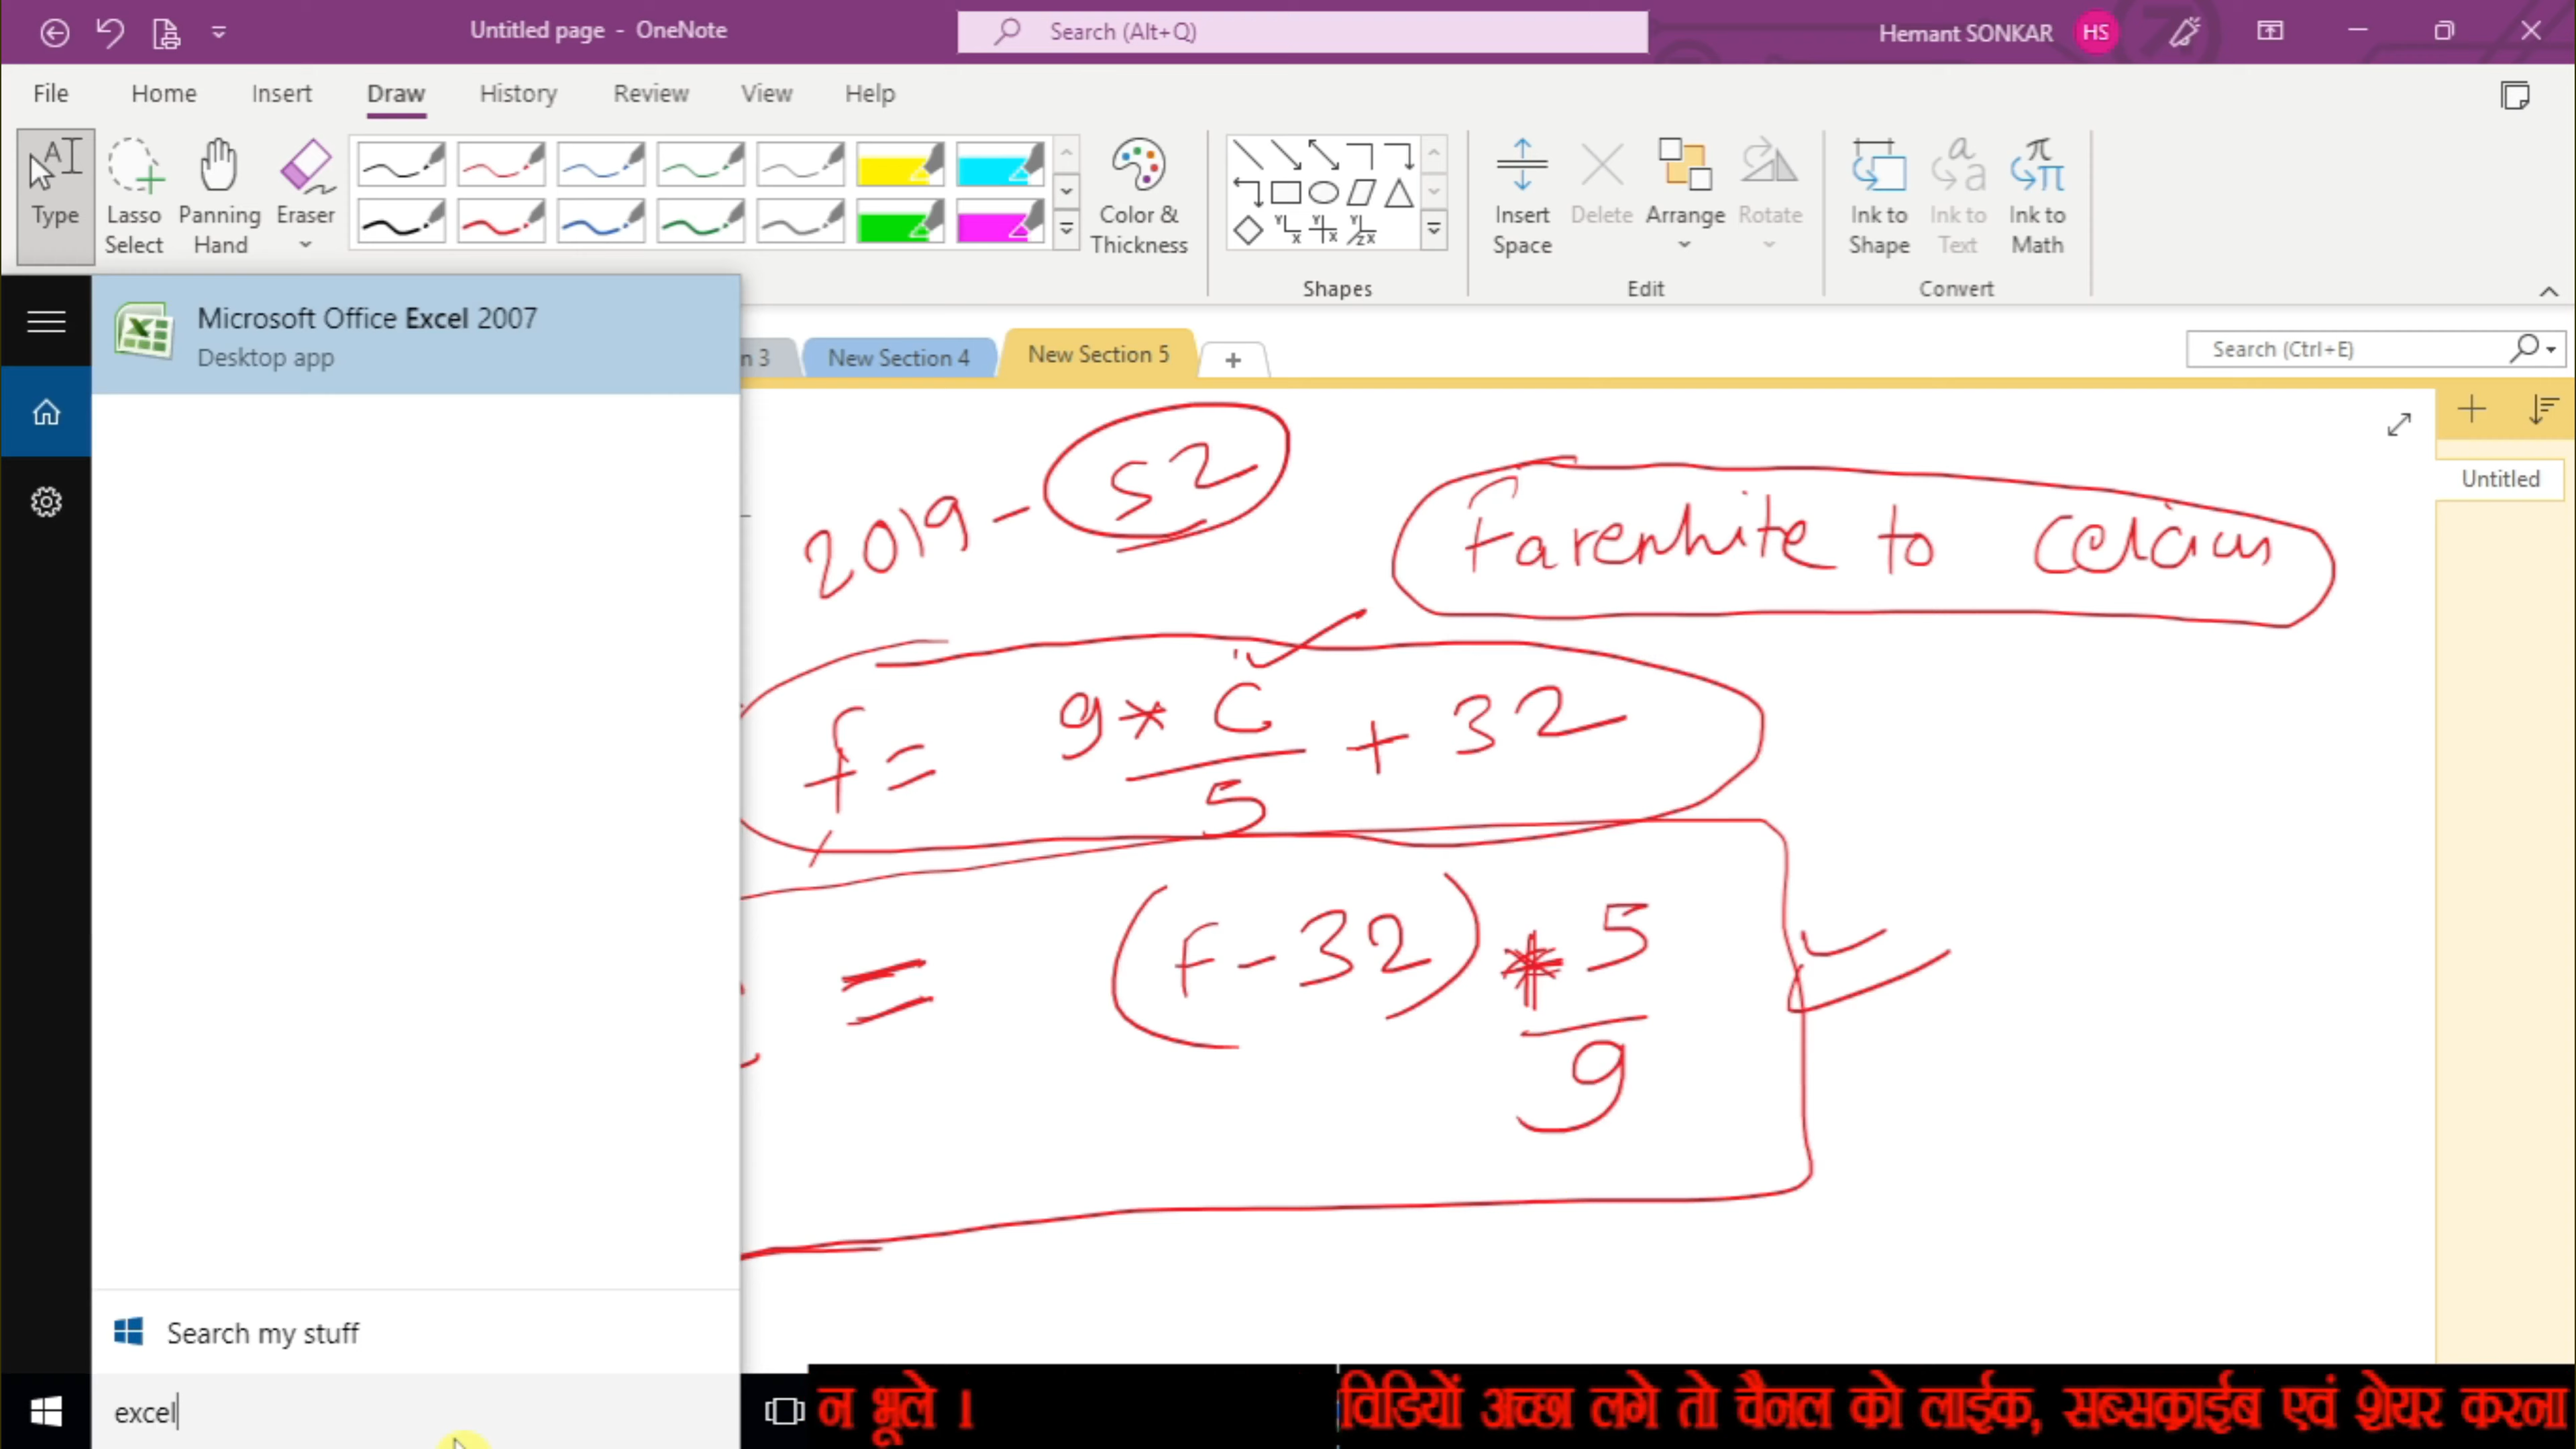 Untitled page - OneNote
Search (Alt+Q)
Hemant SONKAR
HS
File Home Insert Draw History Review View Help
Type
Lasso Select
Panning Hand
Eraser
Color & Thickness
Shapes
Insert Space
Delete
Arrange
Rotate
Edit
Ink to Shape
Ink to Text
Ink to Math
Convert
Microsoft Office Excel 2007
Desktop app
n 3
New Section 4
New Section 5
Search (Ctrl+E)
Untitled
2019 - S2
Farenhite to Celcius
f = 9 * C / 5 + 32
= (f - 32) * 5 / 9
Search my stuff
excel
न भूले । विडियों अच्छा लगे तो चैनल को लाईक, सब्सक्राईब एवं शेयर करना